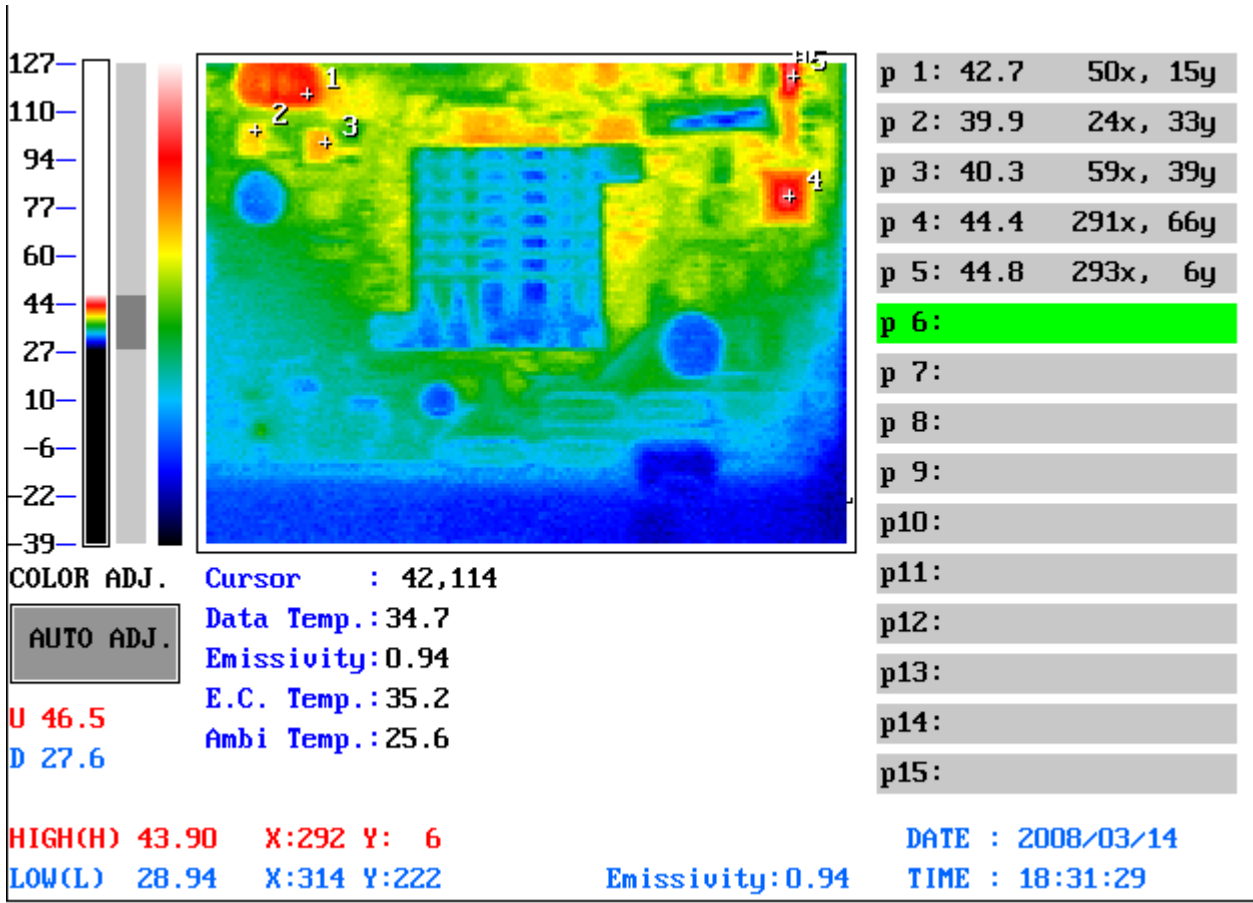 127
110
94
77
60
44
27
10
-6
-22
-39
1
2
3
4
H5
L
p 1: 42.7 50x, 15y
p 2: 39.9 24x, 33y
p 3: 40.3 59x, 39y
p 4: 44.4 291x, 66y
p 5: 44.8 293x, 6y
p 6:
p 7:
p 8:
p 9:
p10:
p11:
p12:
p13:
p14:
p15:
COLOR ADJ.
AUTO ADJ.
U 46.5
D 27.6
Cursor : 42,114
Data Temp.:34.7
Emissivity:0.94
E.C. Temp.:35.2
Ambi Temp.:25.6
HIGH(H) 43.90 X:292 Y: 6
LOW(L) 28.94 X:314 Y:222
Emissivity:0.94
DATE : 2008/03/14
TIME : 18:31:29